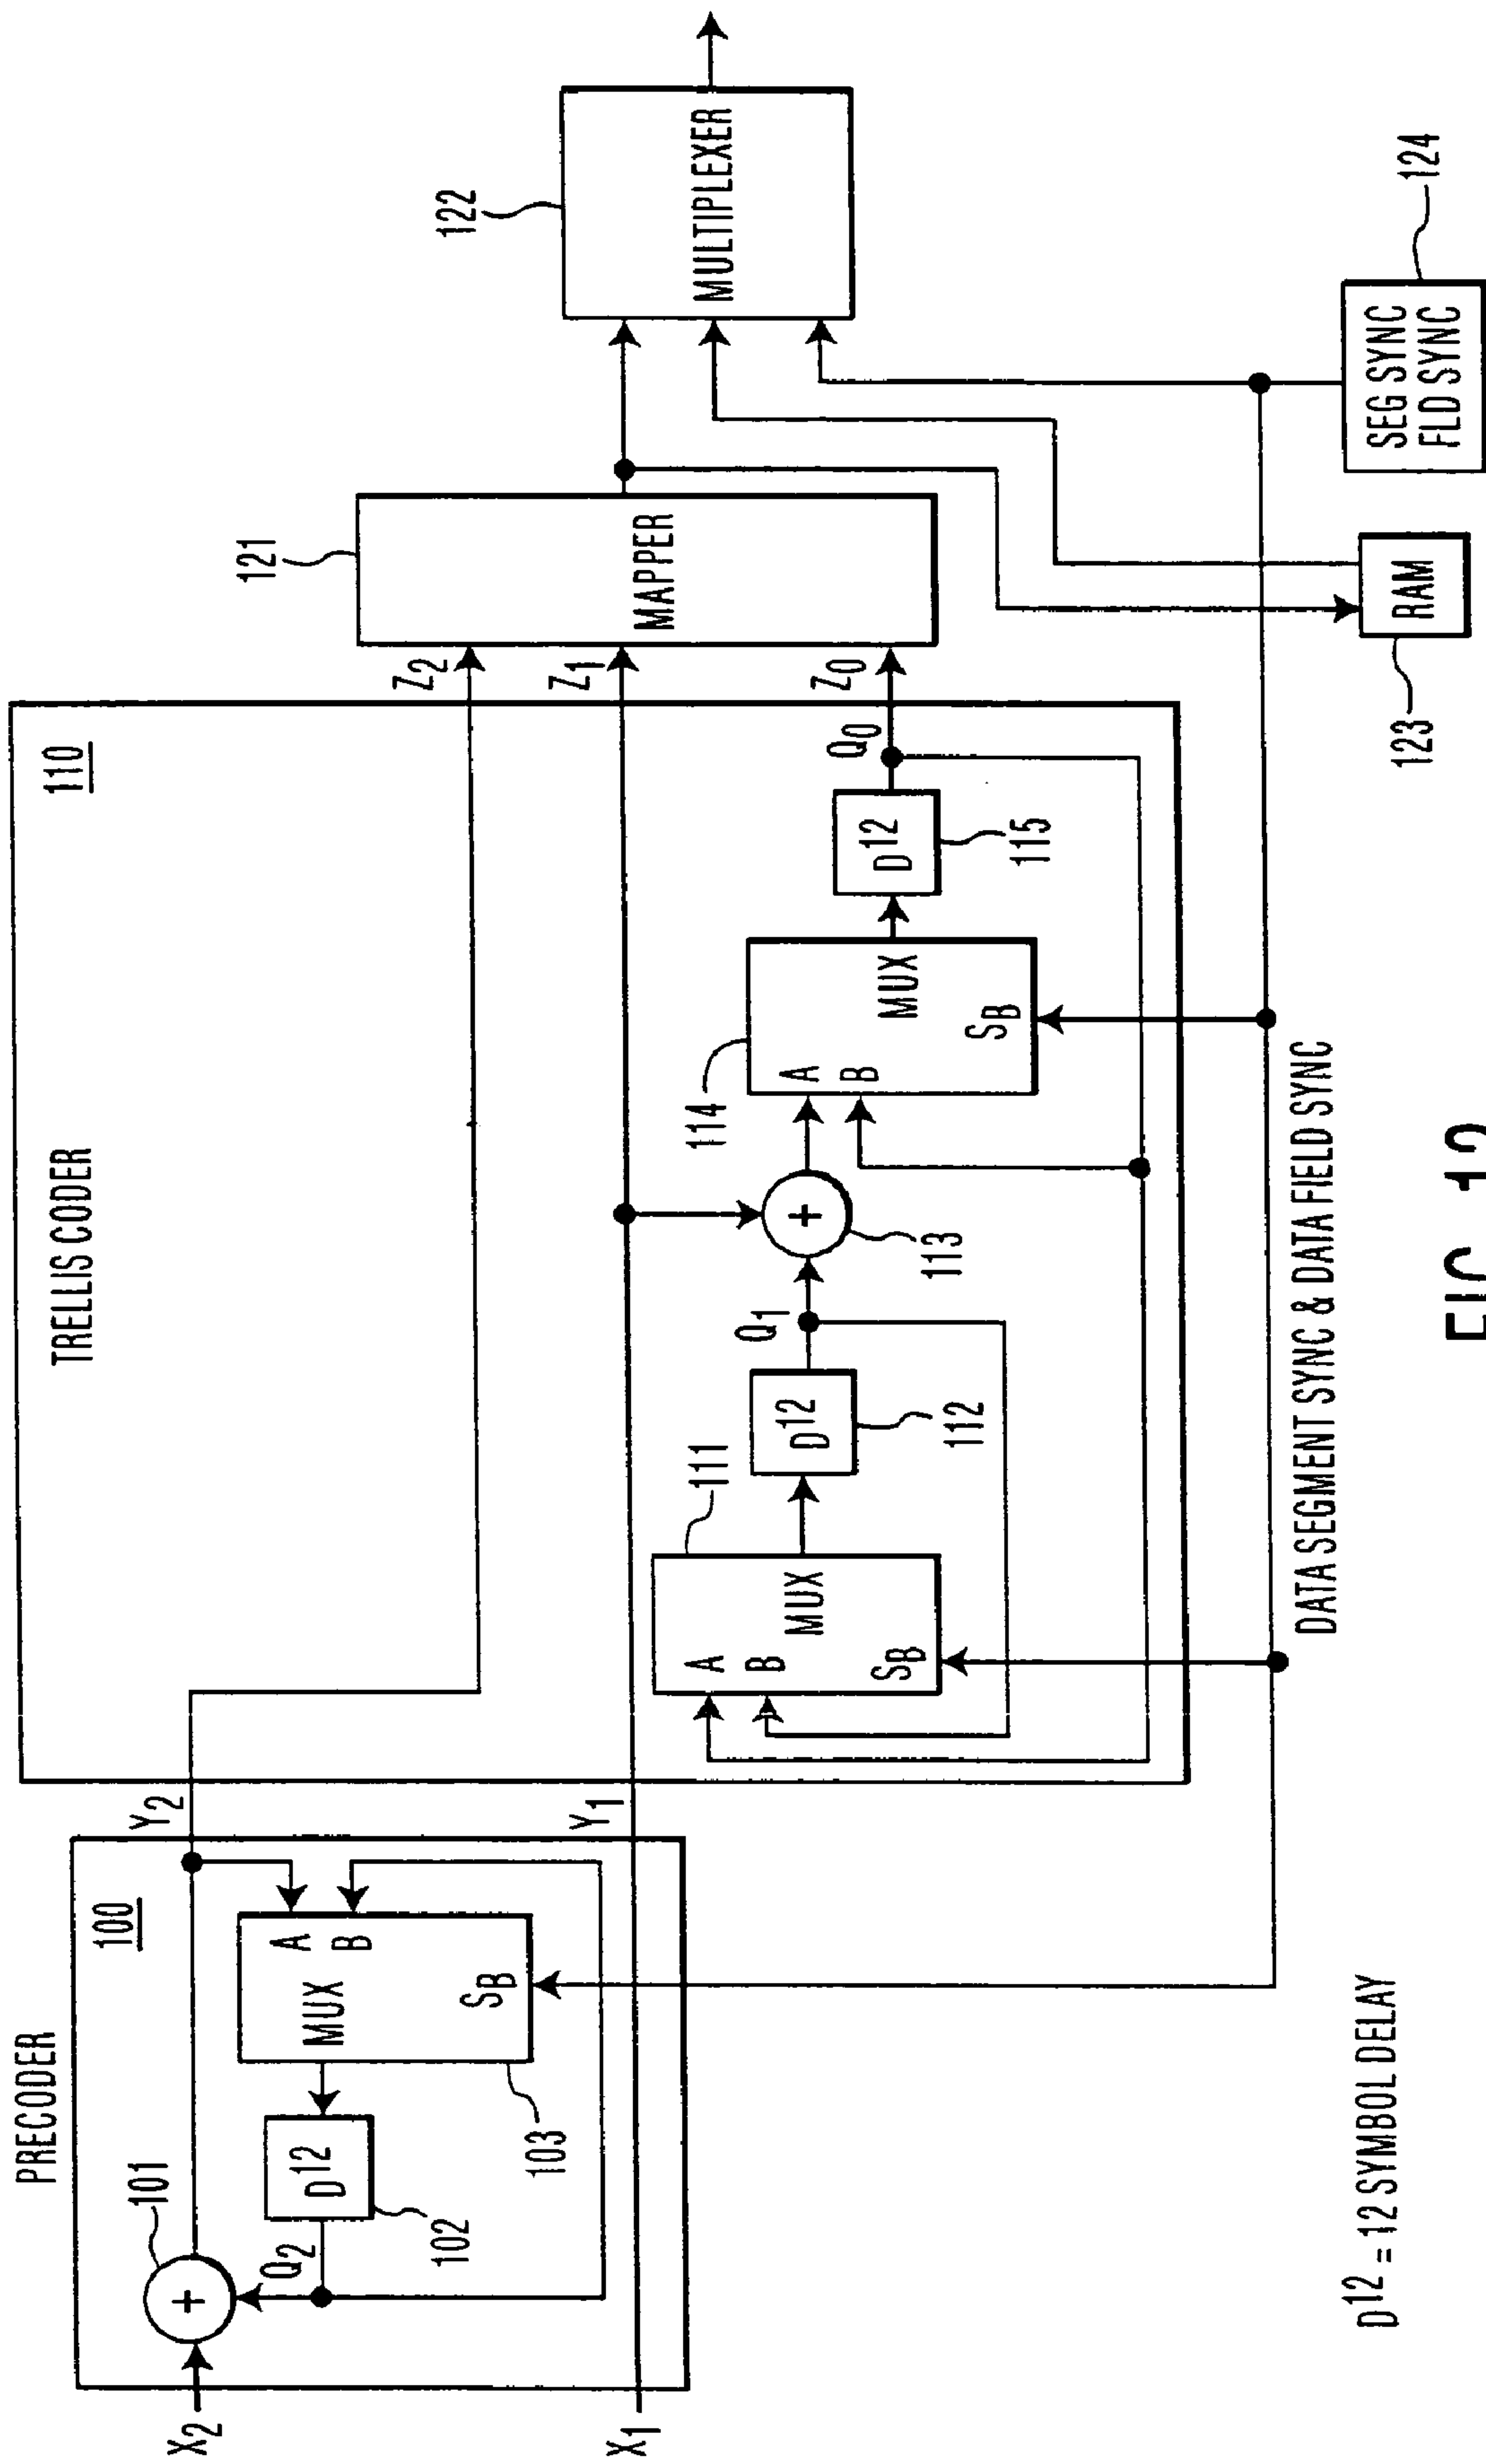 PRECODER
100
101
X2
Q2
D12
102
MUX
A
B
SB
103
Y2
X1
Y1
TRELLIS CODER
110
111
A
B
MUX
SB
D12
112
Q1
+
113
114
A
B
MUX
SB
D12
115
Q0
Z2
Z1
Z0
121
MAPPER
122
MULTIPLEXER
RAM
123
SEG SYNC
FLD SYNC
124
DATA SEGMENT SYNC & DATA FIELD SYNC
D12 = 12 SYMBOL DELAY
+